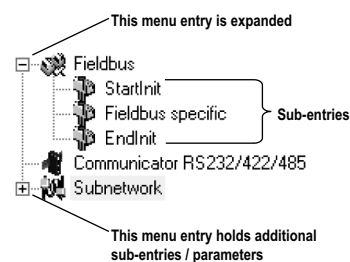 This menu entry is expanded
Fieldbus
StartInit
Fieldbus specific
Sub-entries
EndInit
Communicator RS232/422/485
Subnetwork
This menu entry holds additional
sub-entries / parameters